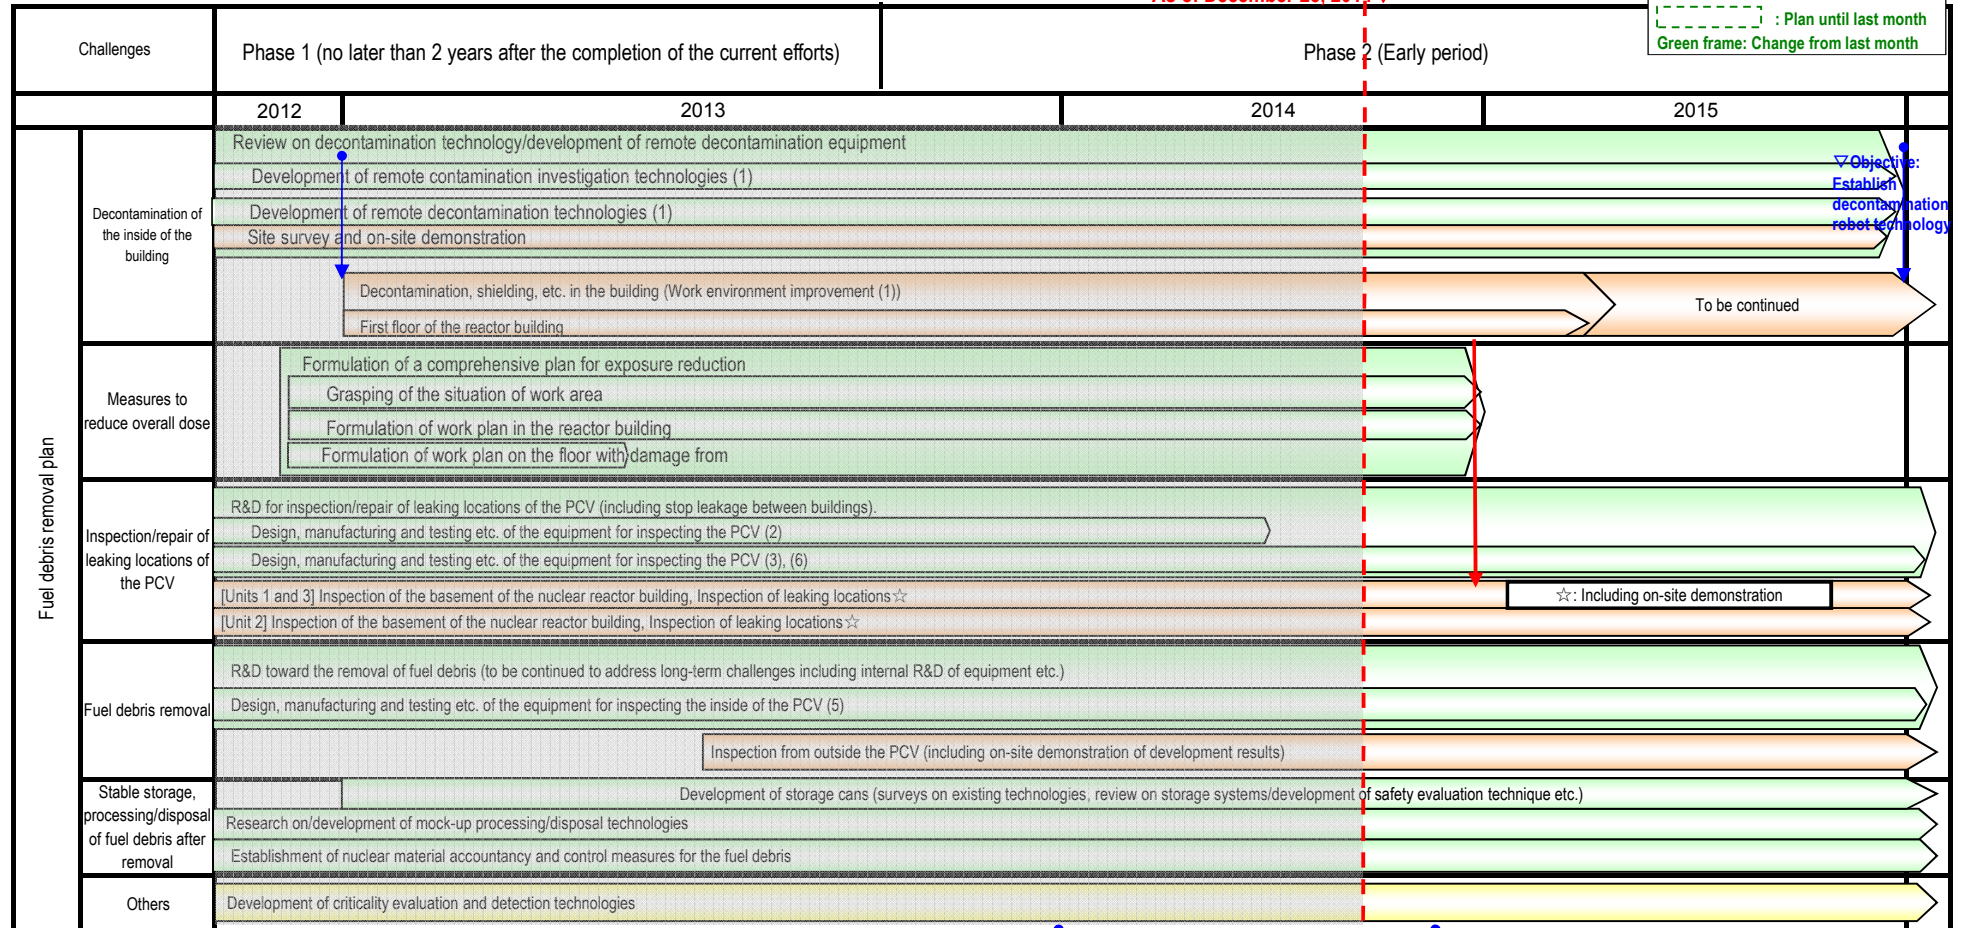 As of December 25, 2014 ▽
: Plan until last month
Green frame: Change from last month
Challenges
Phase 1 (no later than 2 years after the completion of the current efforts)
Phase 2 (Early period)
2012
2013
2014
2015
Fuel debris removal plan
Decontamination of
the inside of the
building
Review on decontamination technology/development of remote decontamination equipment
Development of remote contamination investigation technologies (1)
Development of remote decontamination technologies (1)
Site survey and on-site demonstration
▽Objective:
Establish
decontamination
robot technology
Decontamination, shielding, etc. in the building (Work environment improvement (1))
To be continued
First floor of the reactor building
Measures to
reduce overall dose
Formulation of a comprehensive plan for exposure reduction
Grasping of the situation of work area
Formulation of work plan in the reactor building
Formulation of work plan on the floor with damage from
Inspection/repair of
leaking locations of
the PCV
R&D for inspection/repair of leaking locations of the PCV (including stop leakage between buildings).
Design, manufacturing and testing etc. of the equipment for inspecting the PCV (2)
Design, manufacturing and testing etc. of the equipment for inspecting the PCV (3), (6)
[Units 1 and 3] Inspection of the basement of the nuclear reactor building, Inspection of leaking locations☆
☆: Including on-site demonstration
[Unit 2] Inspection of the basement of the nuclear reactor building, Inspection of leaking locations☆
Fuel debris removal
R&D toward the removal of fuel debris (to be continued to address long-term challenges including internal R&D of equipment etc.)
Design, manufacturing and testing etc. of the equipment for inspecting the inside of the PCV (5)
Inspection from outside the PCV (including on-site demonstration of development results)
Stable storage,
processing/disposal
of fuel debris after
removal
Development of storage cans (surveys on existing technologies, review on storage systems/development of safety evaluation technique etc.)
Research on/development of mock-up processing/disposal technologies
Establishment of nuclear material accountancy and control measures for the fuel debris
Others
Development of criticality evaluation and detection technologies